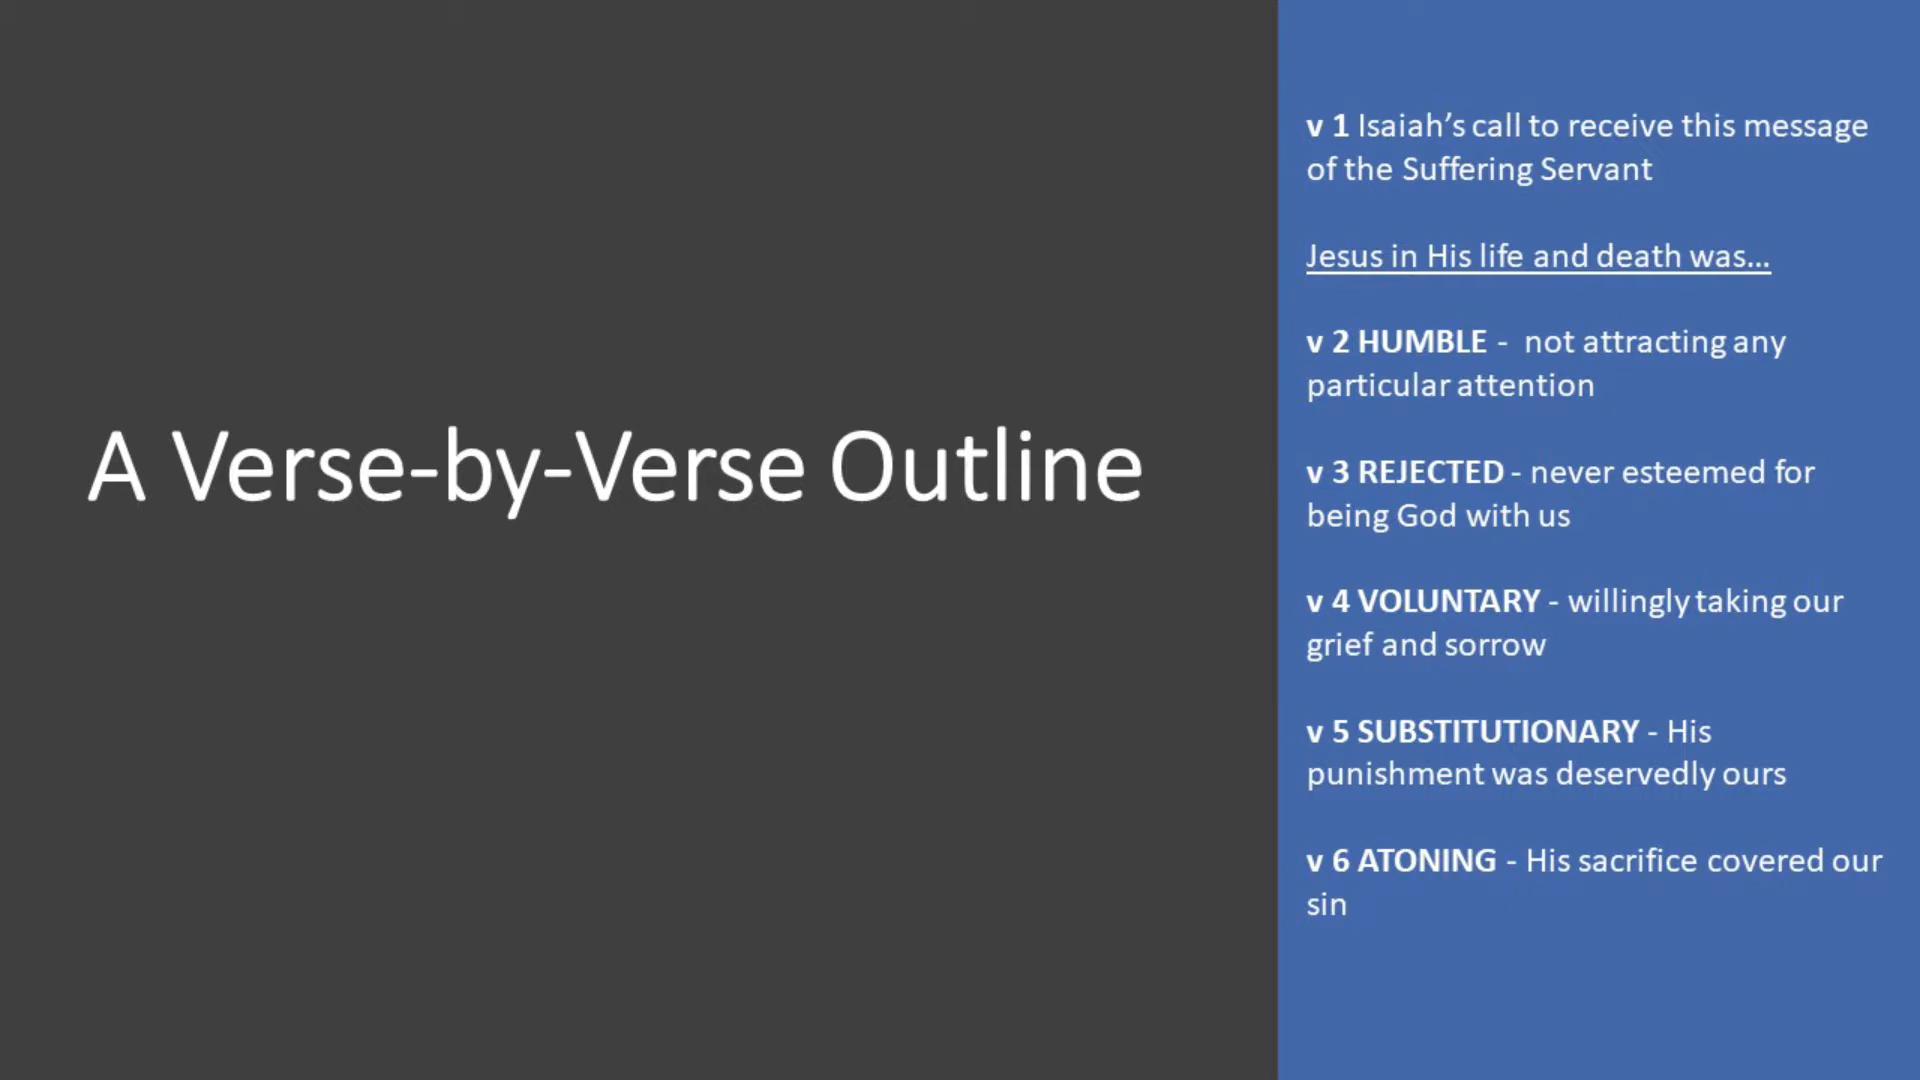 A Verse-by-Verse Outline
v 1 Isaiah’s call to receive this message
of the Suffering Servant
Jesus in His life and death was...
v 2 HUMBLE -  not attracting any
particular attention
v 3 REJECTED - never esteemed for
being God with us
v 4 VOLUNTARY - willingly taking our
grief and sorrow
v 5 SUBSTITUTIONARY - His
punishment was deservedly ours
v 6 ATONING - His sacrifice covered our
sin